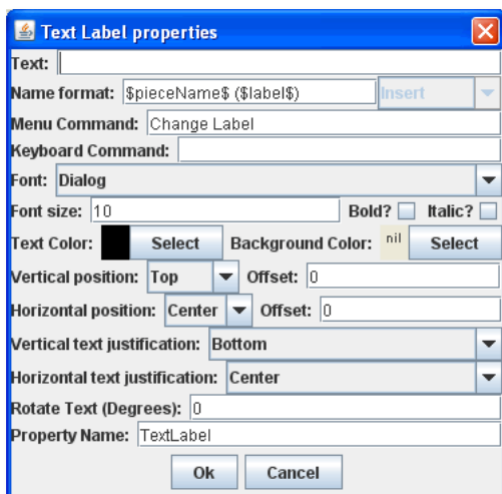 Text Label properties
Text:
Name format: $pieceName$ ($label$) Insert
Menu Command: Change Label
Keyboard Command:
Font: Dialog
Font size: 10 Bold? Italic?
Text Color: Select Background Color: nil Select
Vertical position: Top Offset: 0
Horizontal position: Center Offset: 0
Vertical text justification: Bottom
Horizontal text justification: Center
Rotate Text (Degrees): 0
Property Name: TextLabel
Ok Cancel